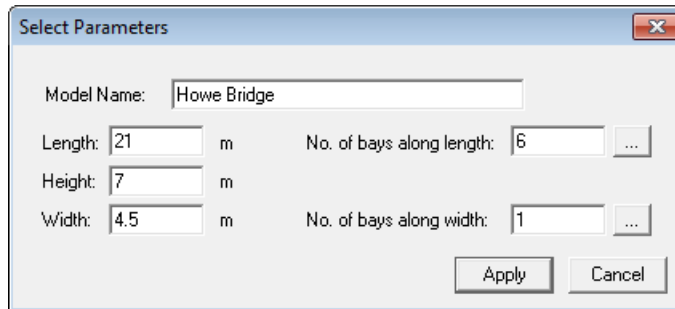 Select Parameters
Model Name: Howe Bridge
Length: 21 m No. of bays along length: 6 ...
Height: 7 m
Width: 4.5 m No. of bays along width: 1 ...
Apply Cancel